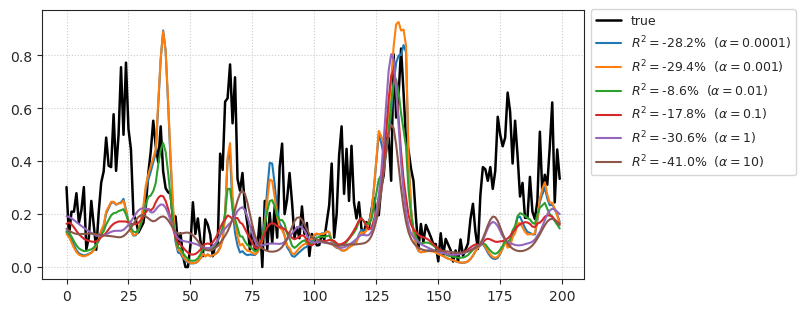 true
R² = -28.2% (α = 0.0001)
R² = -29.4% (α = 0.001)
R² = -8.6% (α = 0.01)
R² = -17.8% (α = 0.1)
R² = -30.6% (α = 1)
R² = -41.0% (α = 10)
0.8
0.6
0.4
0.2
0.0
0 25 50 75 100 125 150 175 200